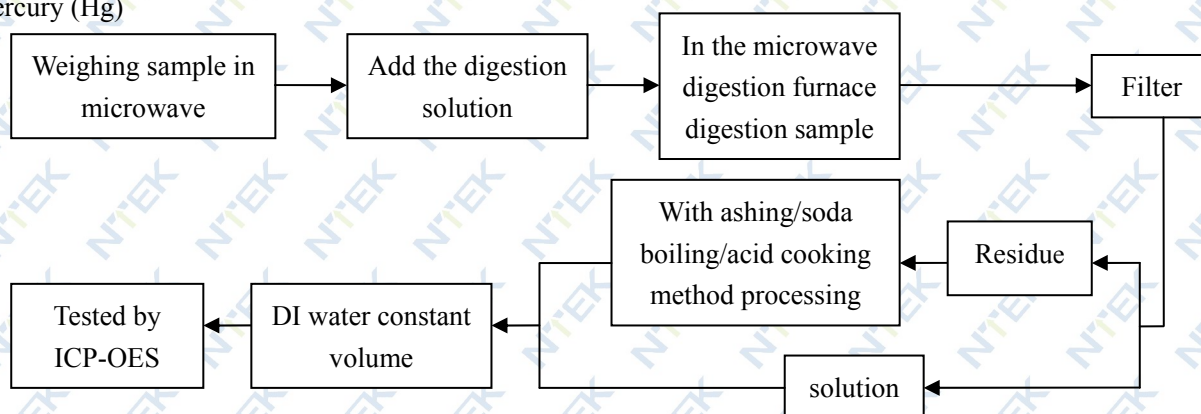 Mercury (Hg)
Weighing sample in
microwave
Add the digestion
solution
In the microwave
digestion furnace
digestion sample
Filter
With ashing/soda
boiling/acid cooking
method processing
Residue
Tested by
ICP-OES
DI water constant
volume
solution
NTEK